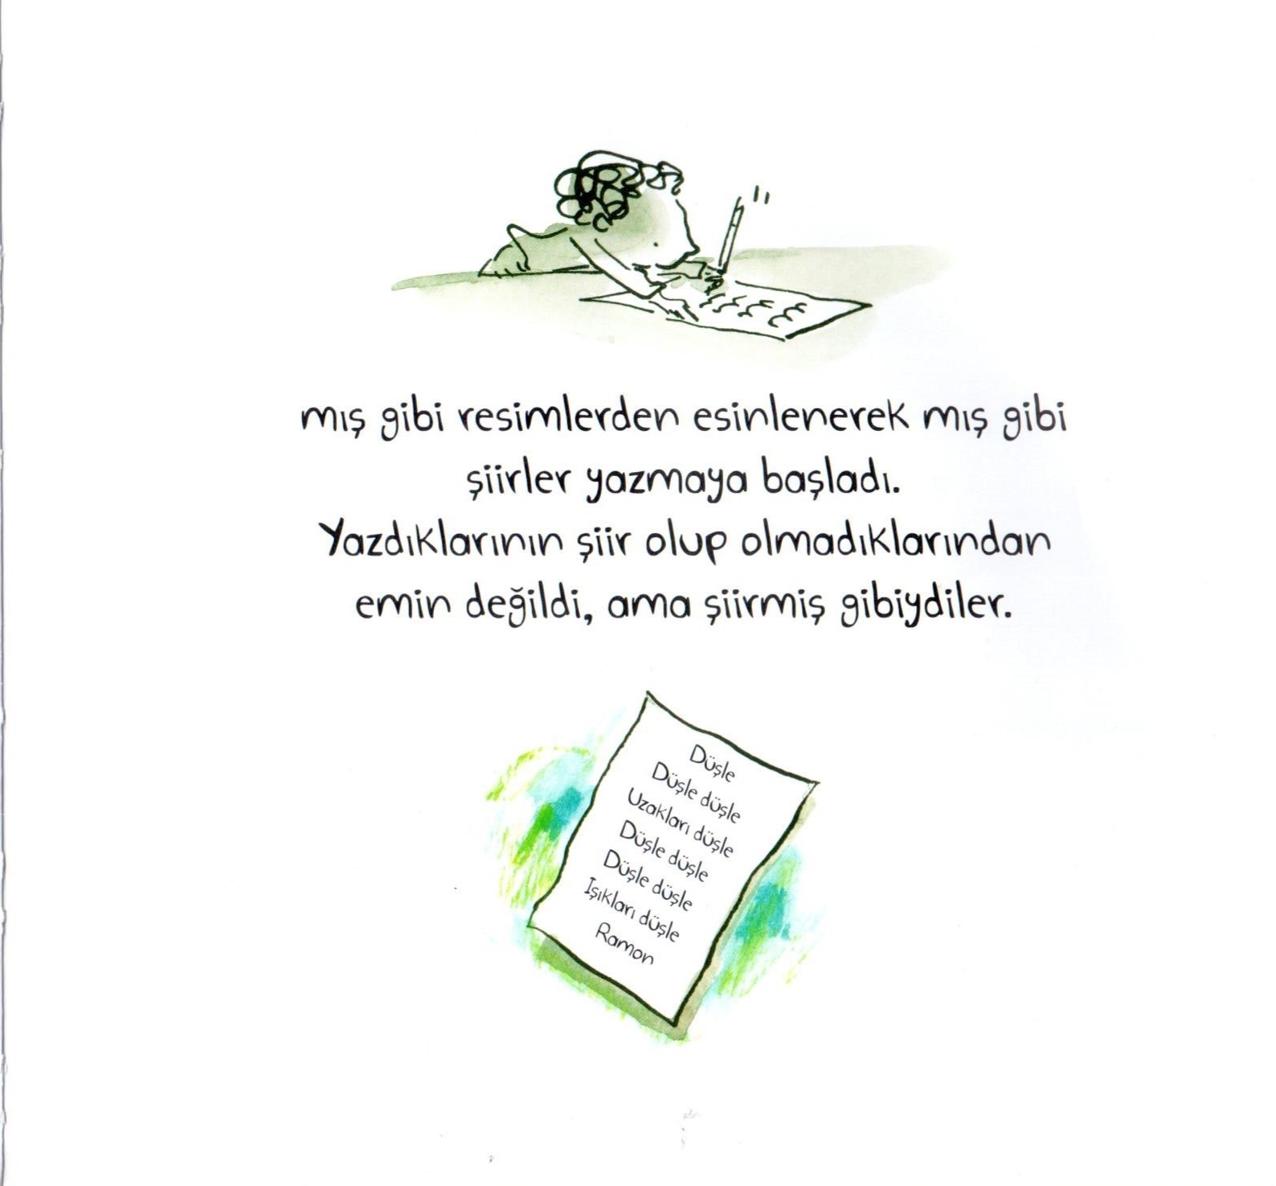 mış gibi resimlerden esinlenerek mış gibi
şiirler yazmaya başladı.
Yazdıklarının şiir olup olmadıklarından
emin değildi, ama şiirmiş gibiydiler.
Düşle
Düşle düşle
Uzakları düşle
Düşle düşle
Düşle düşle
Işıkları düşle
Ramon